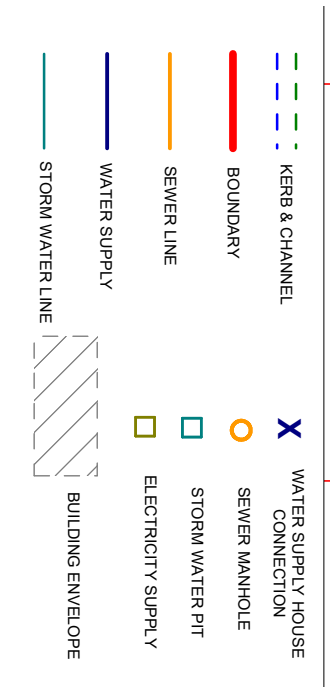 KERB & CHANNEL
BOUNDARY
SEWER LINE
WATER SUPPLY
STORM WATER LINE
X
WATER SUPPLY HOUSE
CONNECTION
SEWER MANHOLE
STORM WATER PIT
ELECTRICITY SUPPLY
BUILDING ENVELOPE